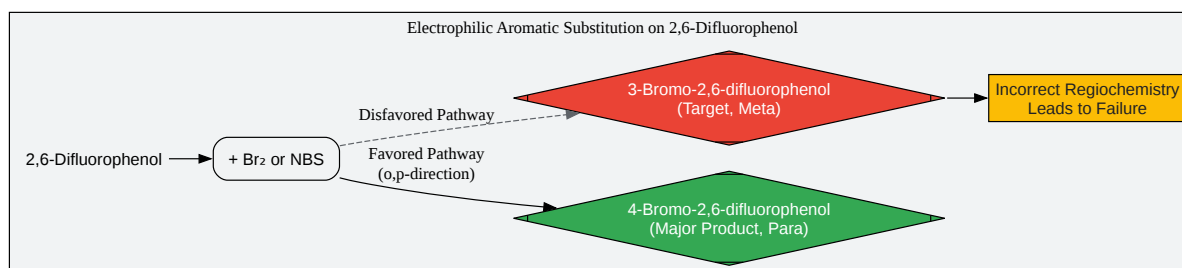 Electrophilic Aromatic Substitution on 2,6-Difluorophenol
3-Bromo-2,6-difluorophenol
(Target, Meta)
Incorrect Regiochemistry
Leads to Failure
Disfavored Pathway
2,6-Difluorophenol
+ Br₂ or NBS
Favored Pathway
(o,p-direction)
4-Bromo-2,6-difluorophenol
(Major Product, Para)